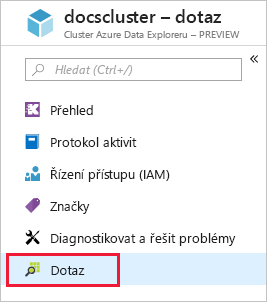 docscluster – dotaz
Cluster Azure Data Exploreru – PREVIEW
Hledat (Ctrl+/)
Přehled
Protokol aktivit
Řízení přístupu (IAM)
Značky
Diagnostikovat a řešit problémy
Dotaz